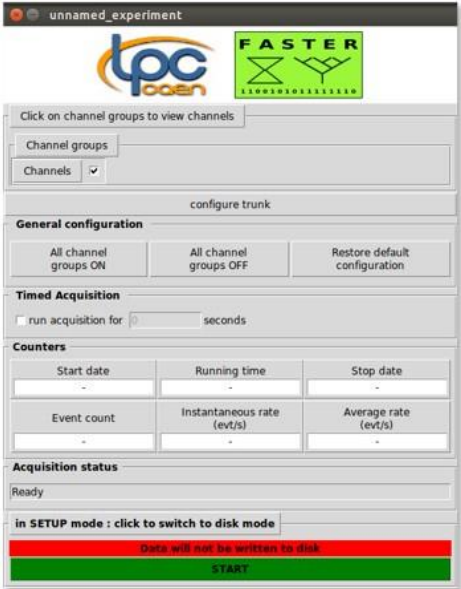 unnamed_experiment
lpc
caen
FASTER
1100101011111110
Click on channel groups to view channels
Channel groups
Channels
configure trunk
General configuration
All channel groups ON
All channel groups OFF
Restore default configuration
Timed Acquisition
run acquisition for 0 seconds
Counters
Start date Running time Stop date
- - -
Event count Instantaneous rate (evt/s) Average rate (evt/s)
- - -
Acquisition status
Ready
in SETUP mode : click to switch to disk mode
Data will not be written to disk
START